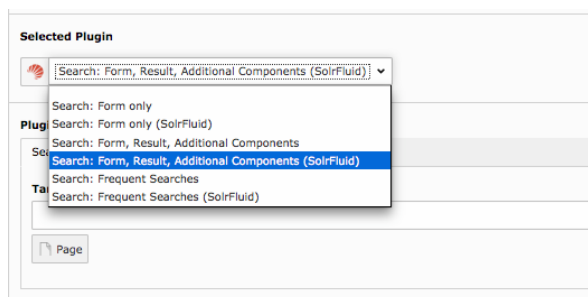 Selected Plugin
Search: Form, Result, Additional Components (SolrFluid)
Search: Form only
Search: Form only (SolrFluid)
Search: Form, Result, Additional Components
Search: Form, Result, Additional Components (SolrFluid)
Search: Frequent Searches
Search: Frequent Searches (SolrFluid)
Page